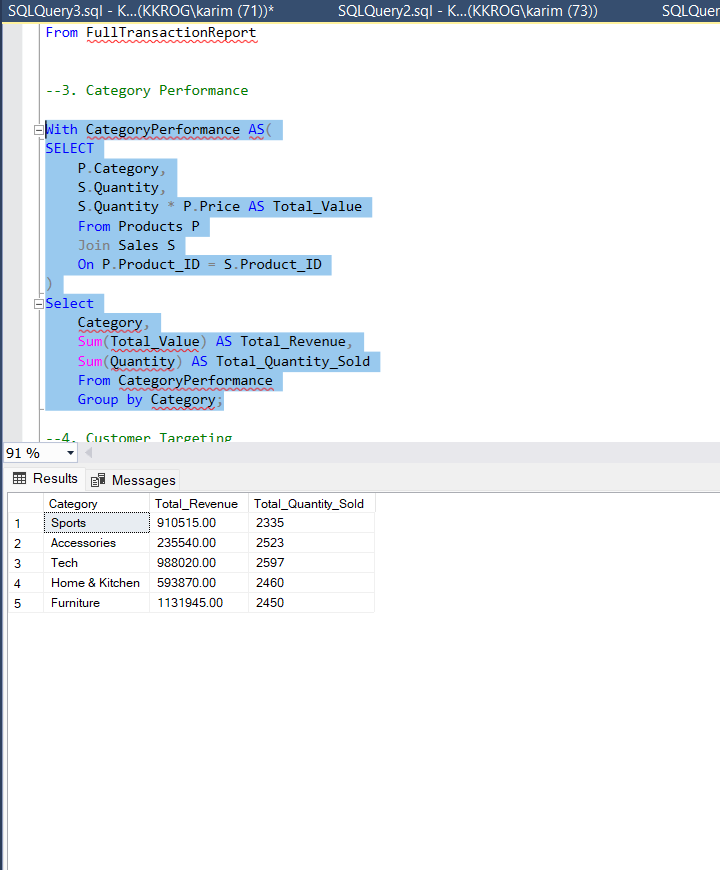 SQLQuery3.sql - K...(KKROG\karim (71))* SQLQuery2.sql - K...(KKROG\karim (73)) SQLQuer
From FullTransactionReport
--3. Category Performance
With CategoryPerformance AS(
SELECT
P.Category,
S.Quantity,
S.Quantity * P.Price AS Total_Value
From Products P
Join Sales S
On P.Product_ID = S.Product_ID
)
Select
Category,
Sum(Total_Value) AS Total_Revenue,
Sum(Quantity) AS Total_Quantity_Sold
From CategoryPerformance
Group by Category;
--4. Customer Targeting
91 %
Results Messages
Category Total_Revenue Total_Quantity_Sold
1 Sports 910515.00 2335
2 Accessories 235540.00 2523
3 Tech 988020.00 2597
4 Home & Kitchen 593870.00 2460
5 Furniture 1131945.00 2450